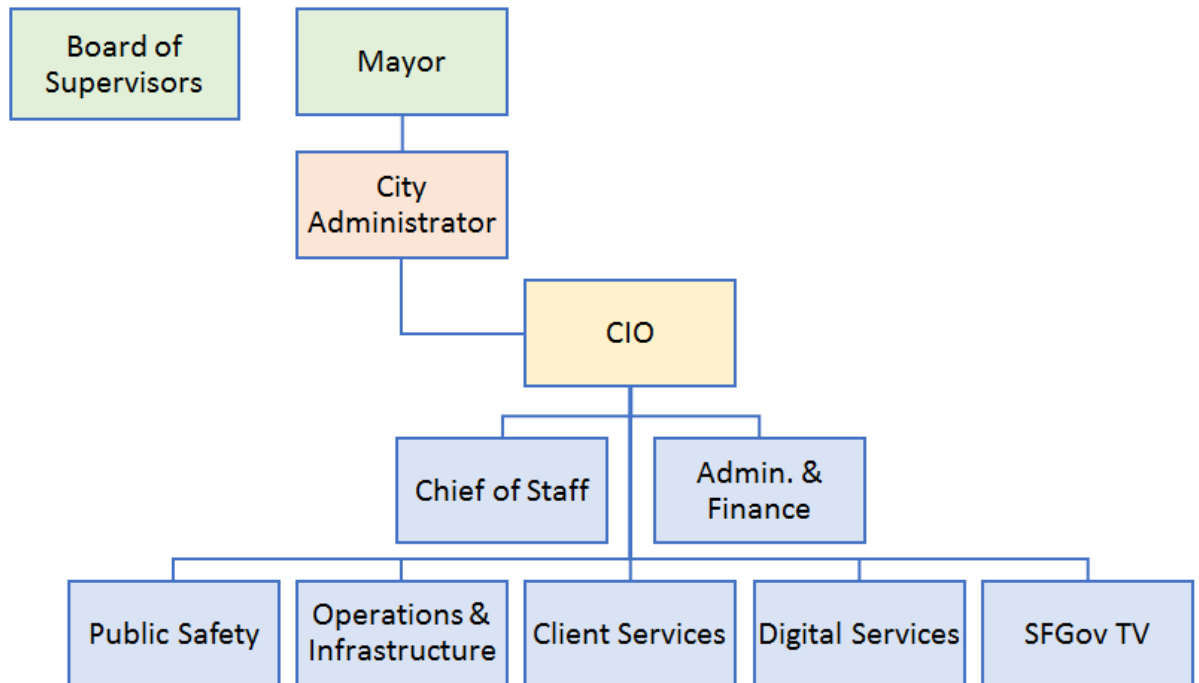 Board of
Supervisors
Mayor
City
Administrator
CIO
Chief of Staff
Admin. &
Finance
Public Safety
Operations &
Infrastructure
Client Services
Digital Services
SFGov TV